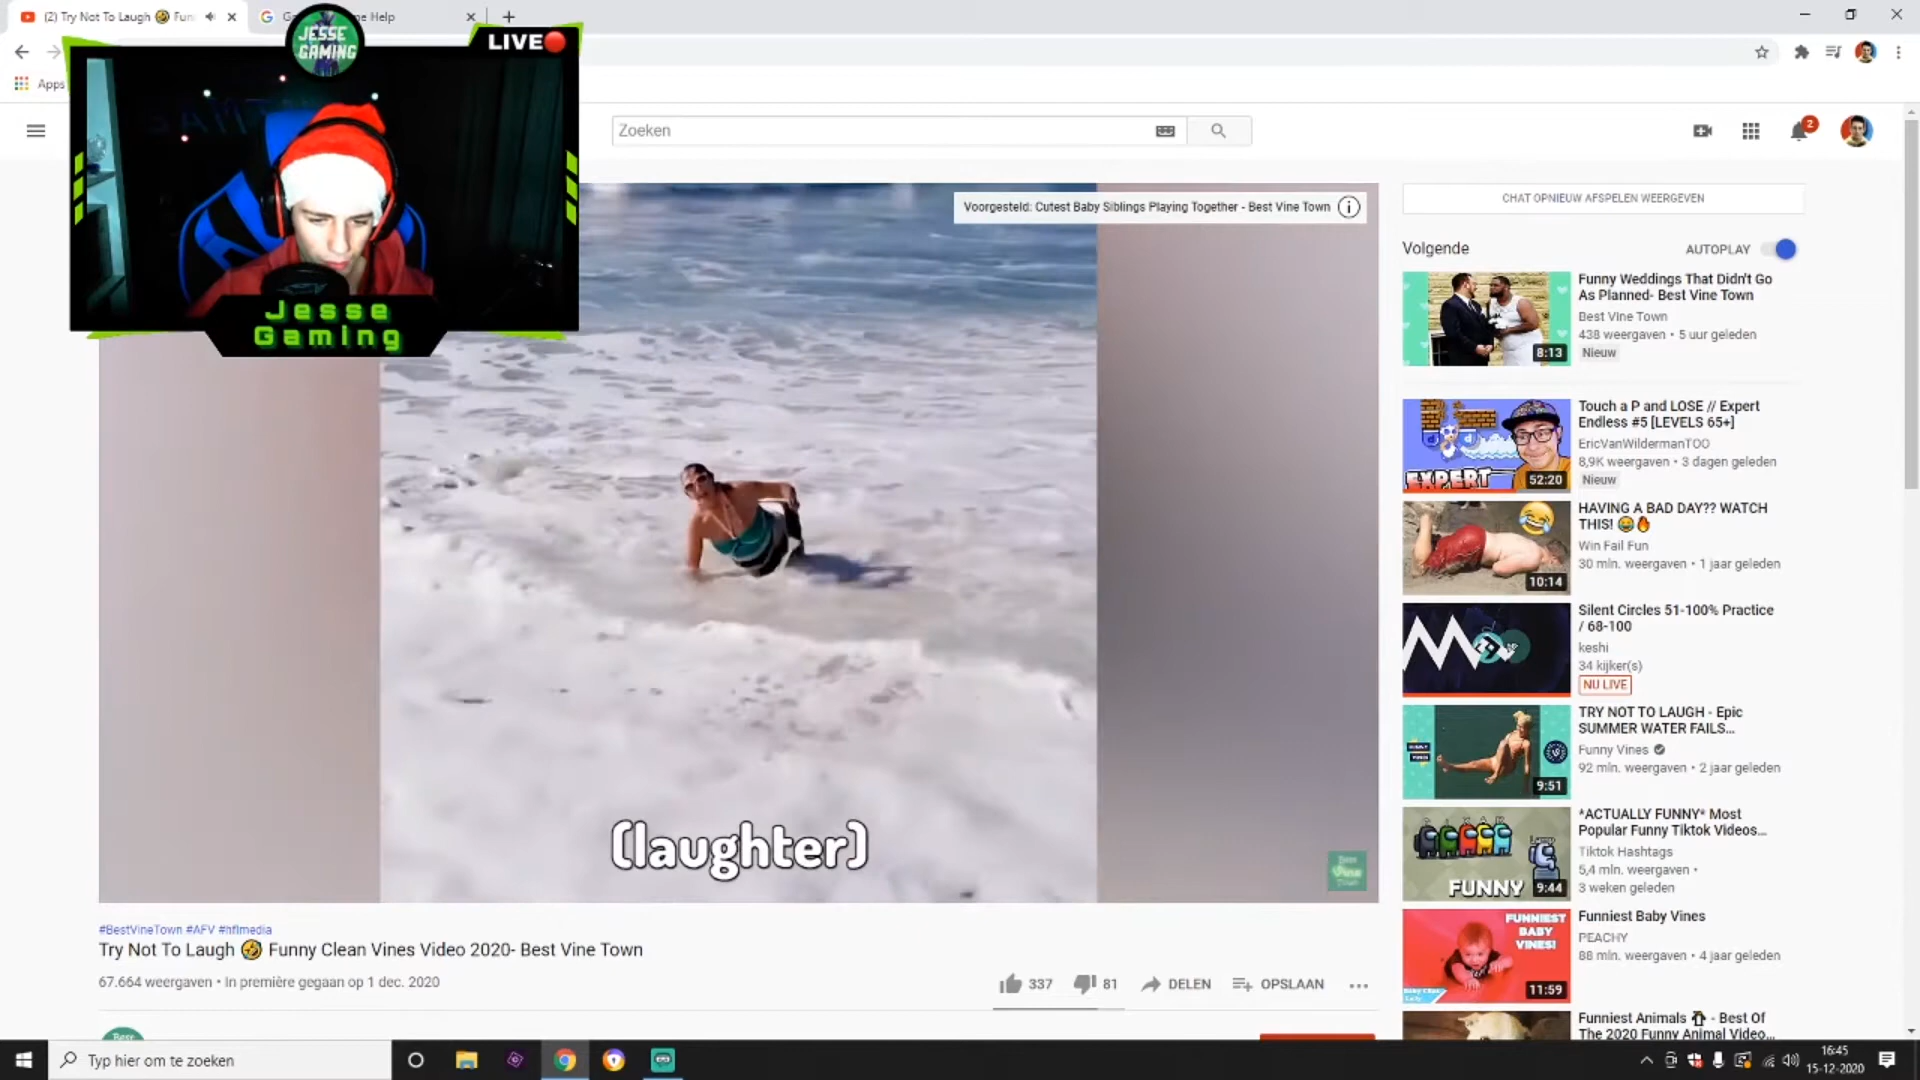 (2) Try Not To Laugh 🤣 Fun
me Help
JESSE
GAMING
LIVE
Apps
Jesse
Gaming
Zoeken
2
Voorgesteld: Cutest Baby Siblings Playing Together - Best Vine Town
(laughter)
Best
Vine
Town
#BestVineTown #AFV #hflmedia
Try Not To Laugh 🤣 Funny Clean Vines Video 2020- Best Vine Town
67.664 weergaven • In première gegaan op 1 dec. 2020
337
81
DELEN
OPSLAAN
CHAT OPNIEUW AFSPELEN WEERGEVEN
Volgende
AUTOPLAY
8:13
Funny Weddings That Didn't Go
As Planned- Best Vine Town
Best Vine Town
438 weergaven • 5 uur geleden
Nieuw
EXPERT
52:20
Touch a P and LOSE // Expert
Endless #5 [LEVELS 65+]
EricVanWildermanTOO
8,9K weergaven • 3 dagen geleden
Nieuw
10:14
HAVING A BAD DAY?? WATCH
THIS! 😂🔥
Win Fail Fun
30 mln. weergaven • 1 jaar geleden
Silent Circles 51-100% Practice
/ 68-100
keshi
34 kijker(s)
NU LIVE
9:51
TRY NOT TO LAUGH - Epic
SUMMER WATER FAILS...
Funny Vines
92 mln. weergaven • 2 jaar geleden
FUNNY
9:44
*ACTUALLY FUNNY* Most
Popular Funny Tiktok Videos...
Tiktok Hashtags
5,4 mln. weergaven •
3 weken geleden
FUNNIEST
BABY
VINES!
11:59
Funniest Baby Vines
PEACHY
88 mln. weergaven • 4 jaar geleden
Funniest Animals 🐧 - Best Of
The 2020 Funny Animal Video...
Typ hier om te zoeken
16:45
15-12-2020